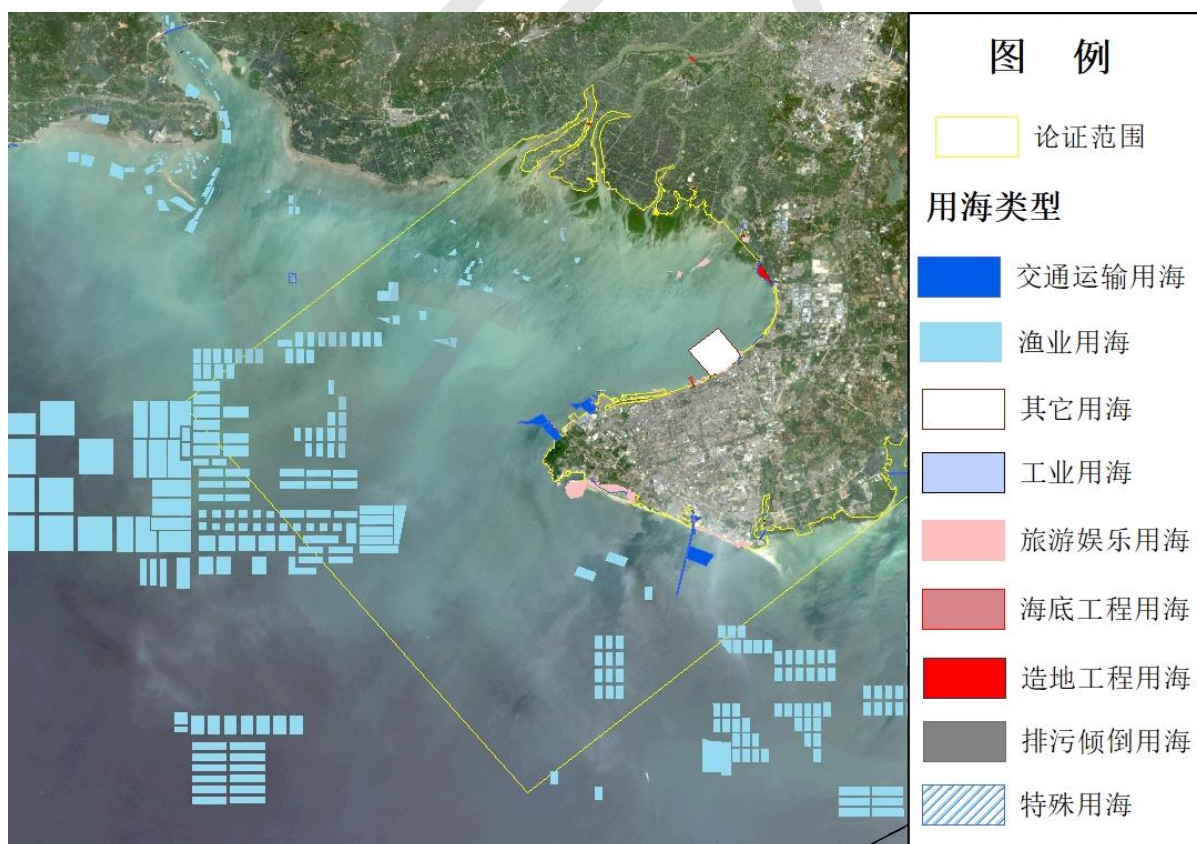 图 例
论证范围
用海类型
交通运输用海
渔业用海
其它用海
工业用海
旅游娱乐用海
海底工程用海
造地工程用海
排污倾倒用海
特殊用海